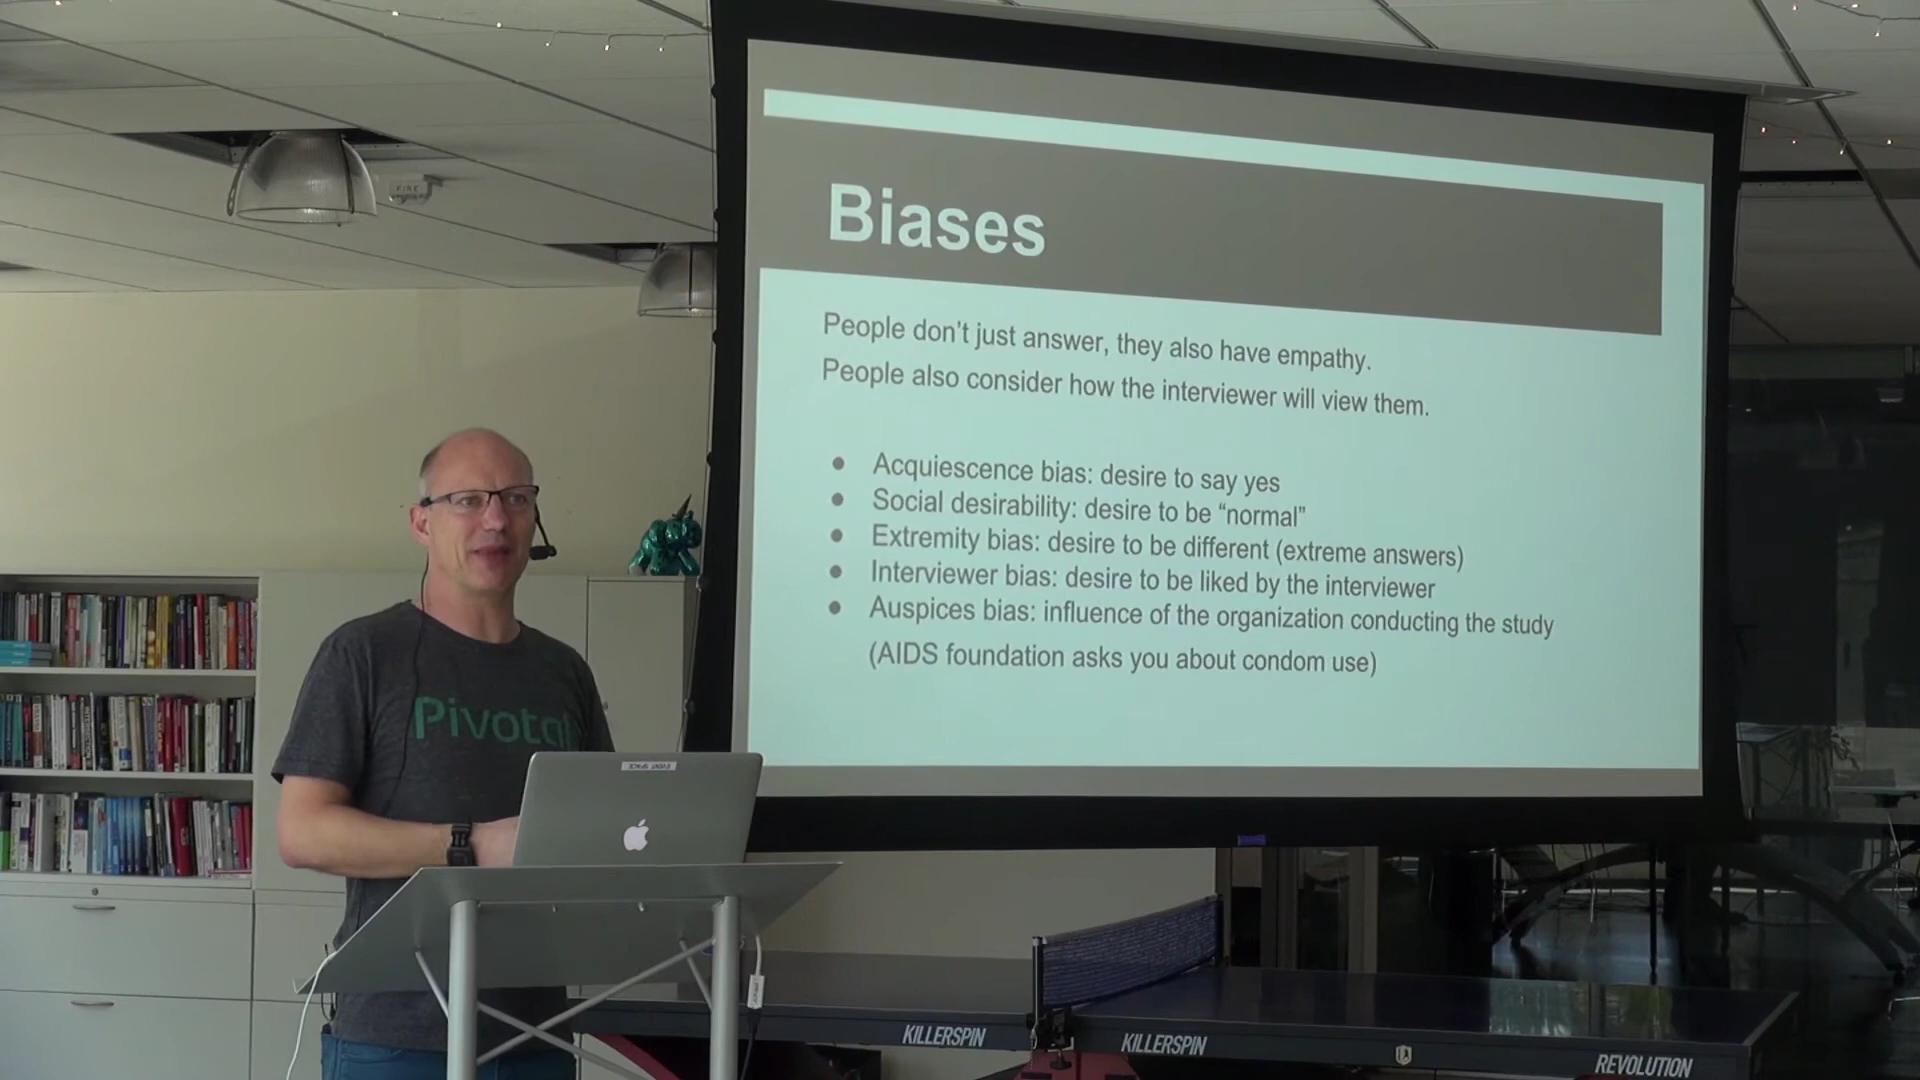 Biases
People don't just answer, they also have empathy.
People also consider how the interviewer will view them.
● Acquiescence bias: desire to say yes
● Social desirability: desire to be “normal”
● Extremity bias: desire to be different (extreme answers)
● Interviewer bias: desire to be liked by the interviewer
● Auspices bias: influence of the organization conducting the study
(AIDS foundation asks you about condom use)
FIRE
Pivotal
EVENT SPACE
KILLERSPIN
KILLERSPIN
REVOLUTION